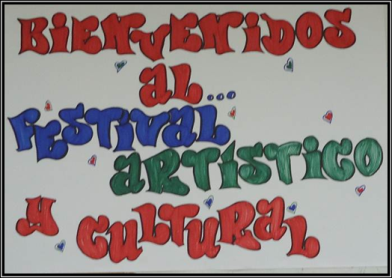 BiENVENiDOS
AL...
FESTiVAL
ARTÍSTiCO
Y CULTURAL